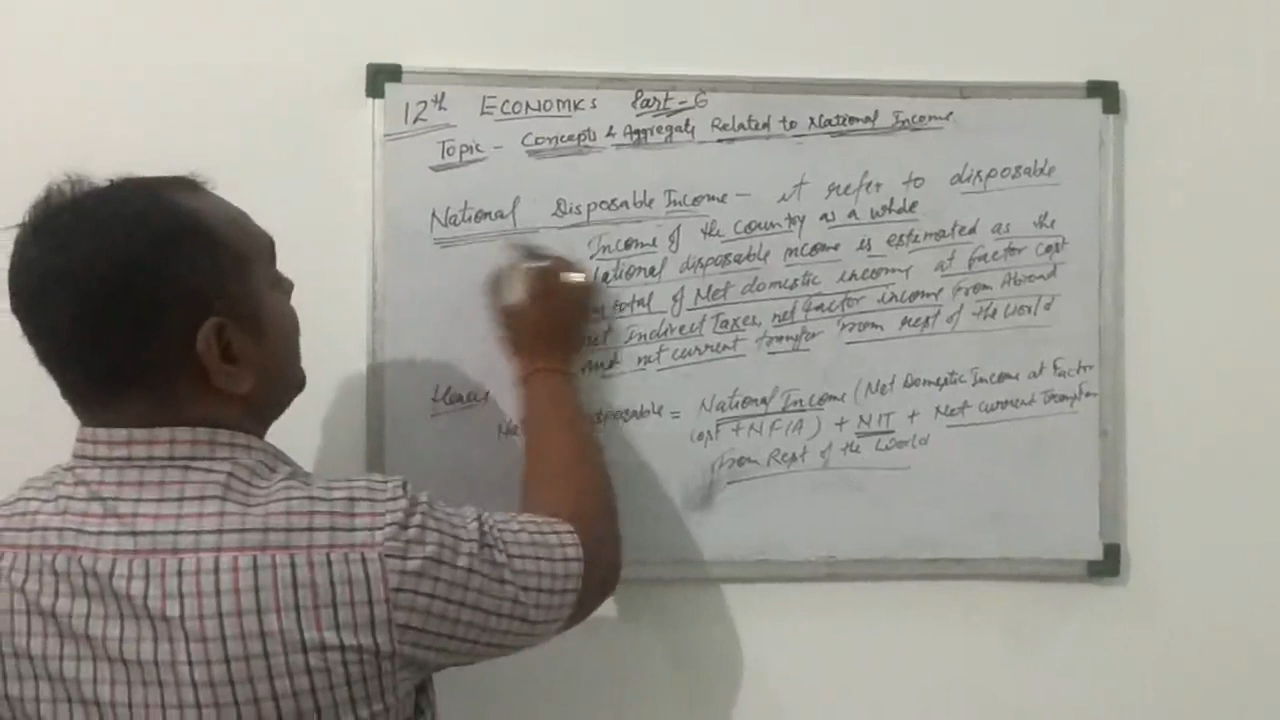 12th ECONOMICS Part-6
Topic - Concepts & Aggregate Related to National Income
National Disposable Income - it refer to disposable
Income of the country as a whole
national disposable income is estimated as the
total of Net domestic income at factor cost
Indirect Taxes, net factor income from Abroad
and net current transfer from rest of the World
Hence
= National Income (Net Domestic Income at Factor
cost + NFIA) + NIT + Net current Transfer
from Rest of the World